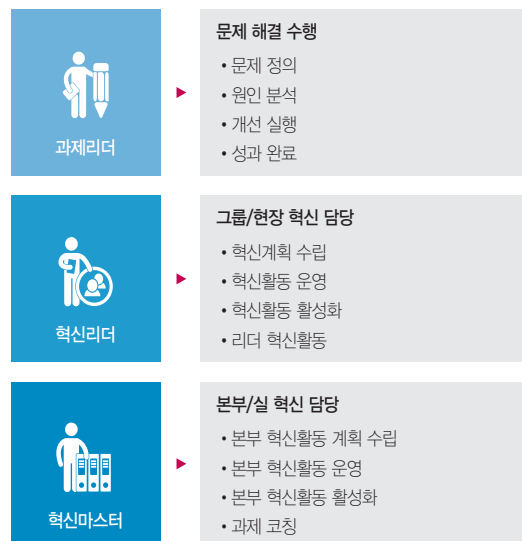 과제리더
문제 해결 수행
• 문제 정의
• 원인 분석
• 개선 실행
• 성과 완료
혁신리더
그룹/현장 혁신 담당
• 혁신계획 수립
• 혁신활동 운영
• 혁신활동 활성화
• 리더 혁신활동
혁신마스터
본부/실 혁신 담당
• 본부 혁신활동 계획 수립
• 본부 혁신활동 운영
• 본부 혁신활동 활성화
• 과제 코칭